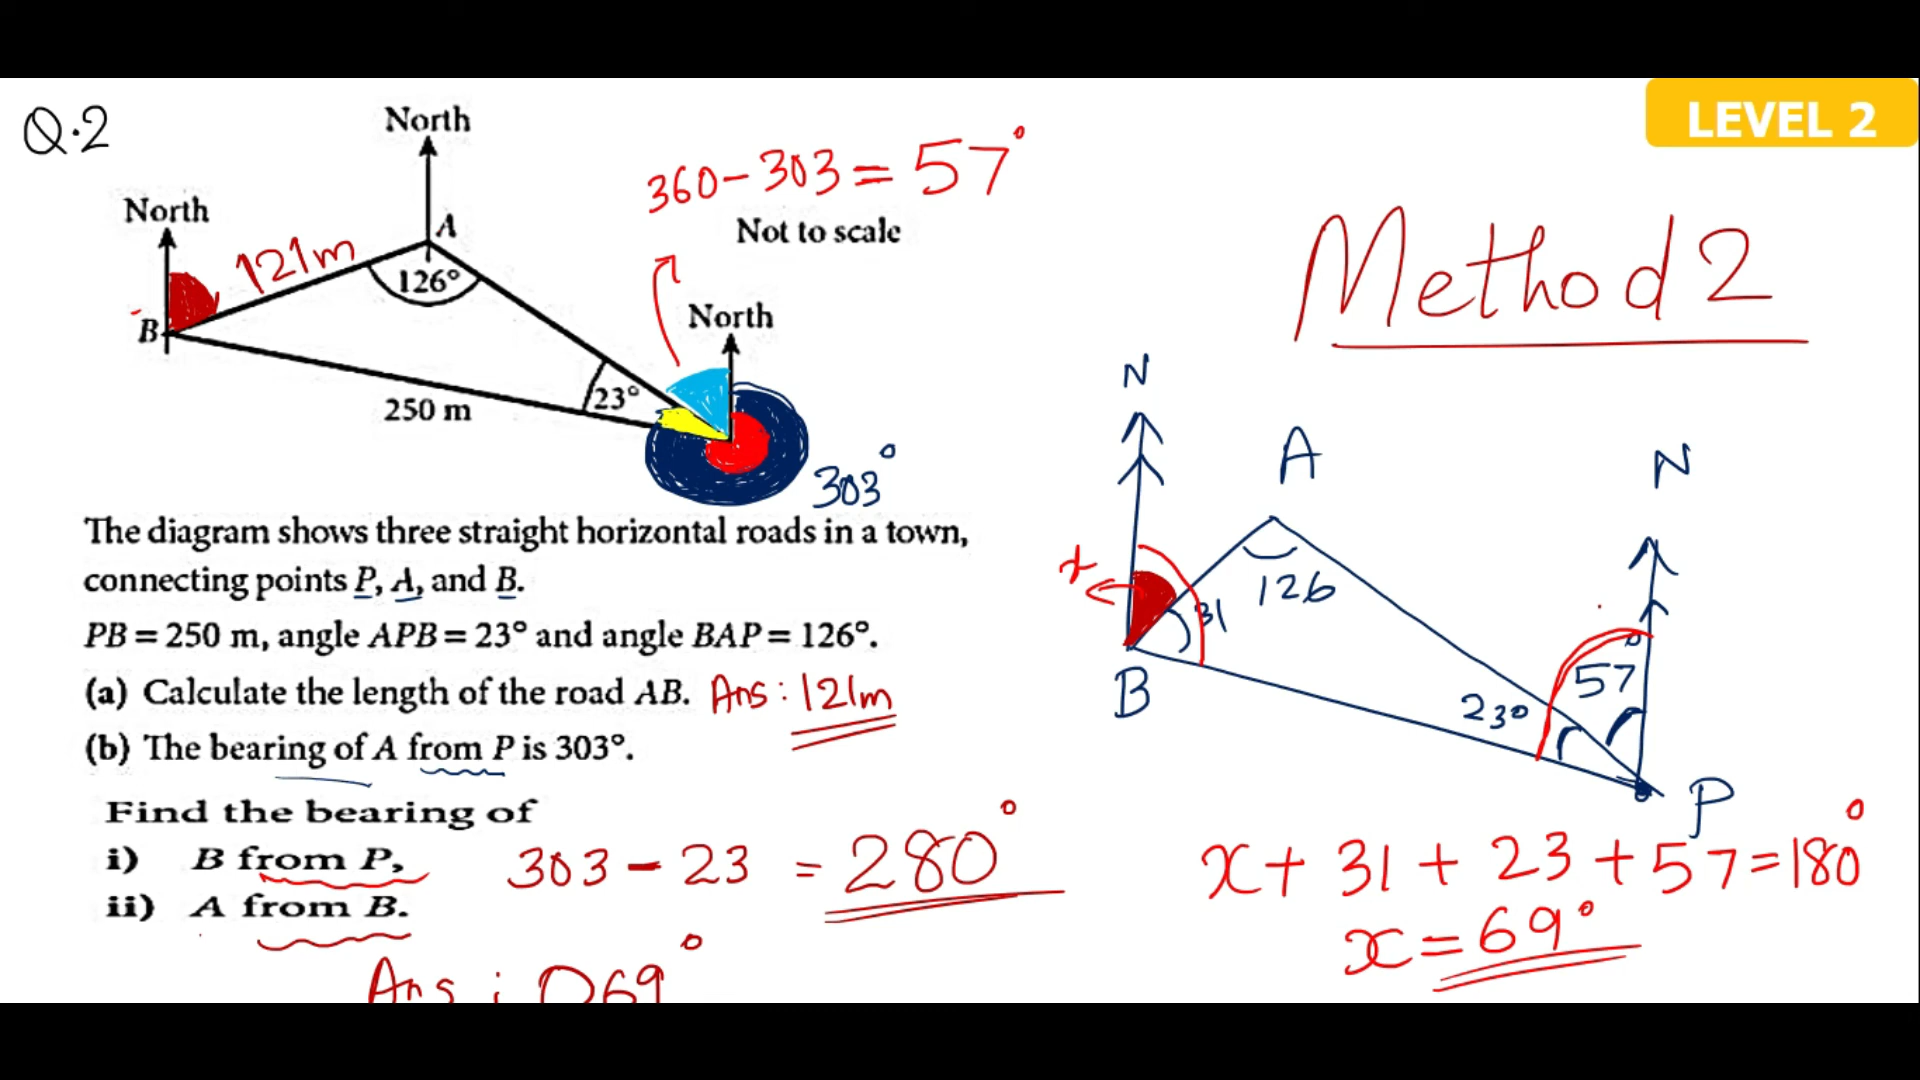 LEVEL 2
Q.2
North
North
A
126°
121m
B
250 m
23°
North
360-303 = 57°
Not to scale
303°
The diagram shows three straight horizontal roads in a town,
connecting points P, A, and B.
PB = 250 m, angle APB = 23° and angle BAP = 126°.
(a) Calculate the length of the road AB. Ans : 121m
(b) The bearing of A from P is 303°.
Find the bearing of
i) B from P, 303 - 23 = 280°
ii) A from B.
Ans : 069°
Method 2
N
A
N
x
31
126
B
23°
57°
P
x + 31 + 23 + 57 = 180°
x = 69°